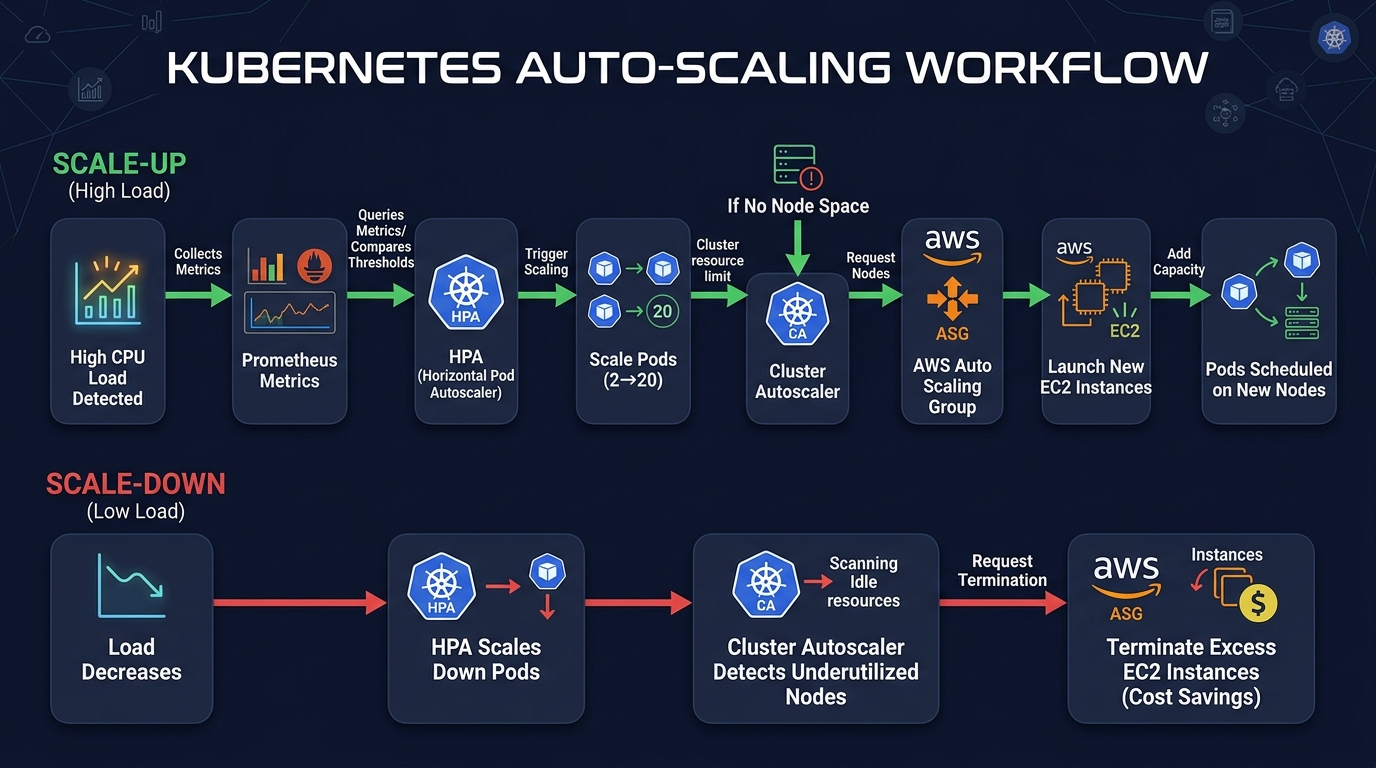 KUBERNETES AUTO-SCALING WORKFLOW
SCALE-UP
(High Load)
High CPU
Load
Detected
Collects
Metrics
Prometheus
Metrics
Queries
Metrics/
Compares
Thresholds
HPA
HPA
(Horizontal Pod
Autoscaler)
Trigger
Scaling
20
Scale Pods
(2→20)
Cluster
resource
limit
If No Node Space
CA
Cluster
Autoscaler
Request
Nodes
aws
ASG
AWS Auto
Scaling
Group
aws
EC2
Launch New
EC2 Instances
Add
Capacity
Pods Scheduled
on New Nodes
SCALE-DOWN
(Low Load)
Load
Decreases
HPA
HPA Scales
Down Pods
CA
Scanning
Idle
resources
Cluster Autoscaler
Detects Underutilized
Nodes
Request
Termination
aws
ASG
Instances
$
Terminate Excess
EC2 Instances
(Cost Savings)